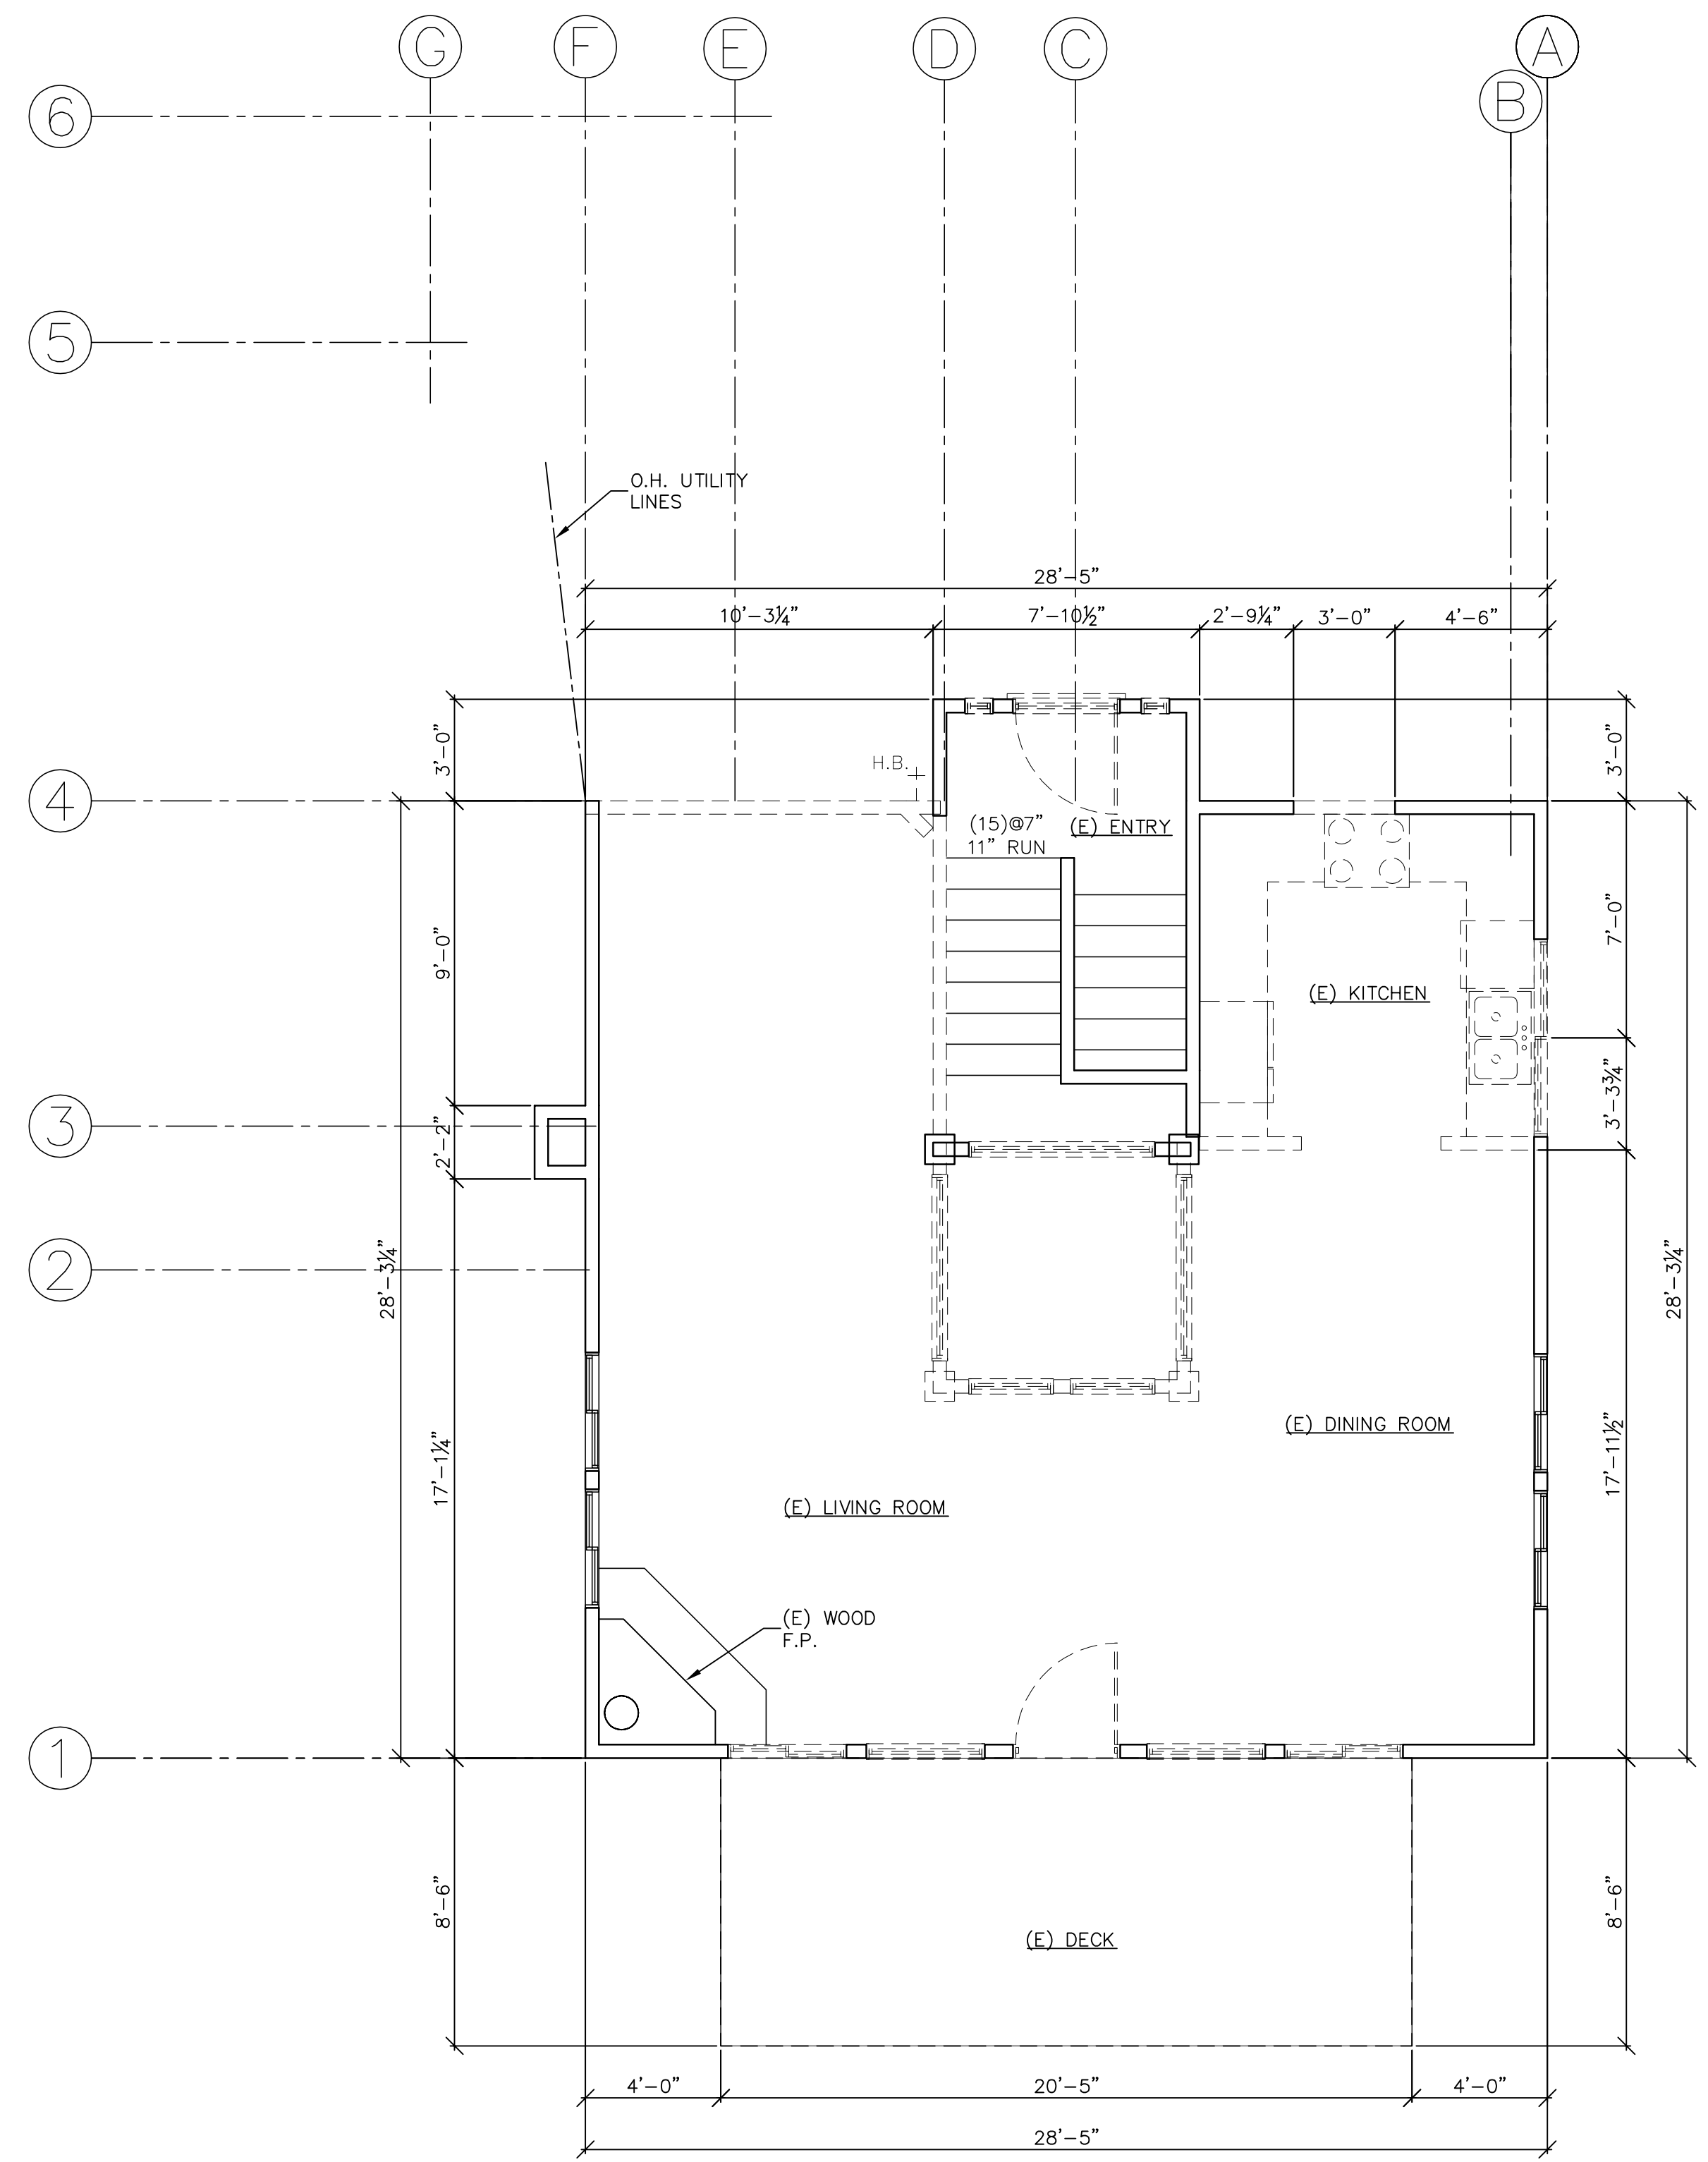 G F E D C A
B
6
5
O.H. UTILITY
LINES
28'-5"
10'-3¼" 7'-10½" 2'-9¼" 3'-0" 4'-6"
3'-0" 3'-0"
H.B.
4
(15)@7"
11" RUN
(E) ENTRY
9'-0" 7'-0"
(E) KITCHEN
3
2'-2" 3'-3¾"
2
28'-3¼" 28'-3¼"
(E) DINING ROOM
17'-1¼" 17'-11½"
(E) LIVING ROOM
(E) WOOD
F.P.
1
8'-6" 8'-6"
(E) DECK
4'-0" 20'-5" 4'-0"
28'-5"